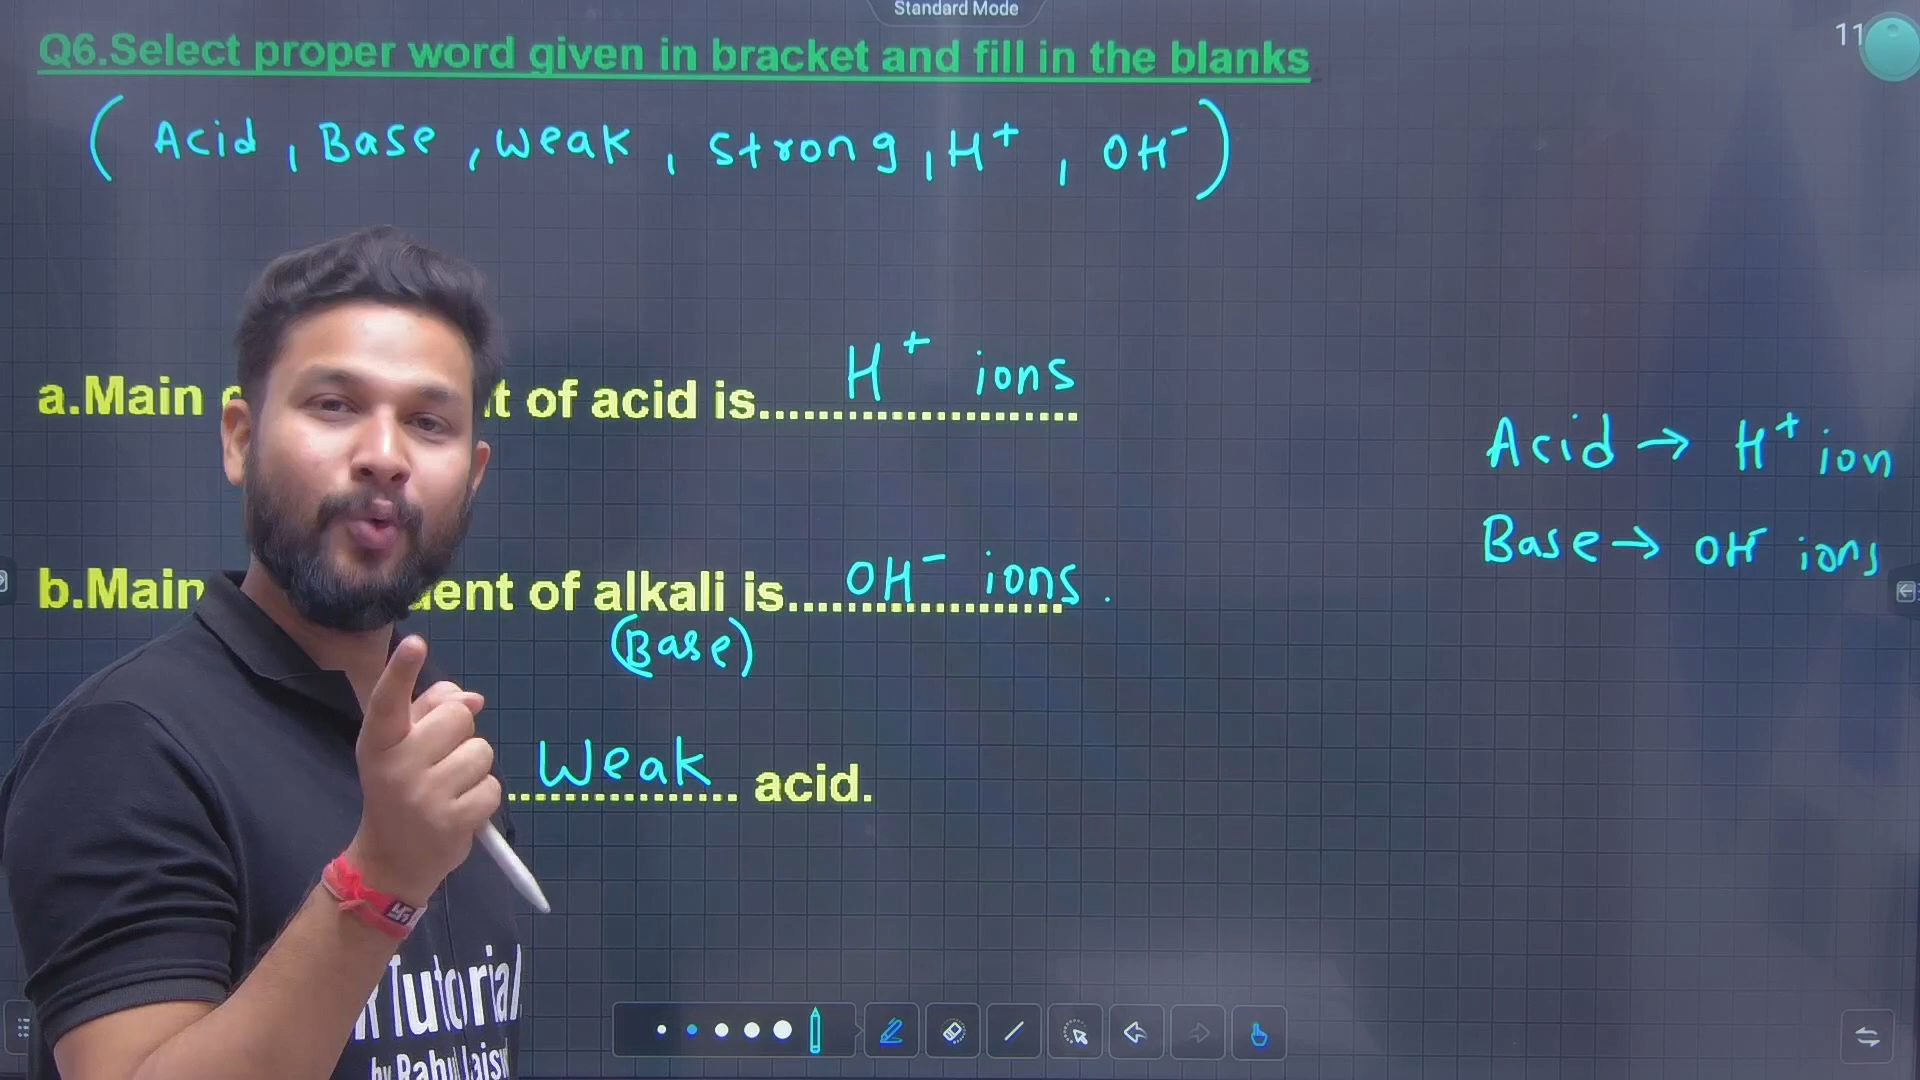 Standard Mode
11
Q6.Select proper word given in bracket and fill in the blanks
( Acid , Base , weak , strong , H+ , OH- )
a.Main of acid is.......... H+ ions
Acid → H+ ion
Base → OH- ions
b.Main of alkali is.......... OH- ions .
(Base)
.......... Weak acid.
Tutorial
by Rahul